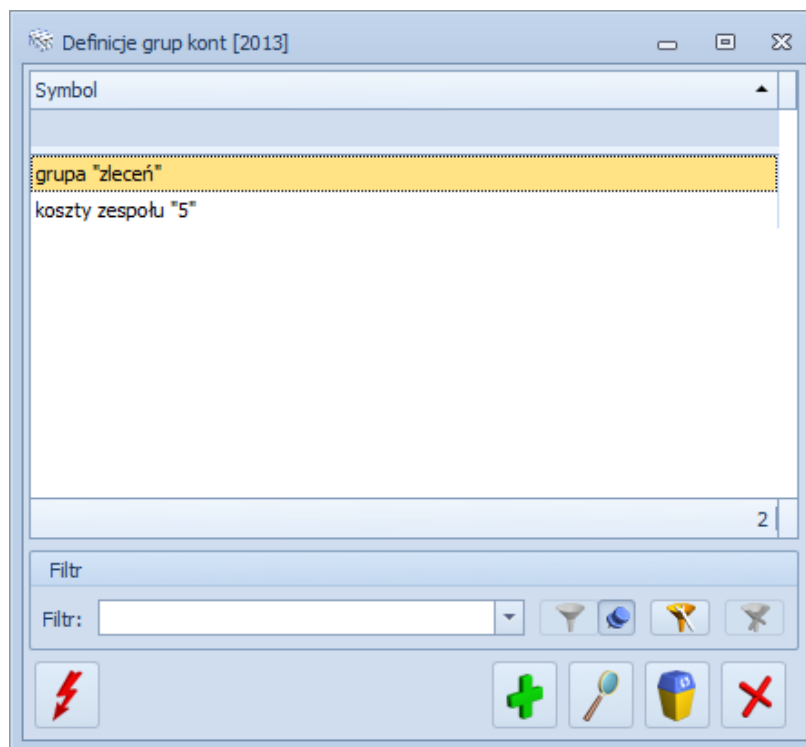 Definicje grup kont [2013]
Symbol
grupa "zleceń"
koszty zespołu "5"
2
Filtr
Filtr: